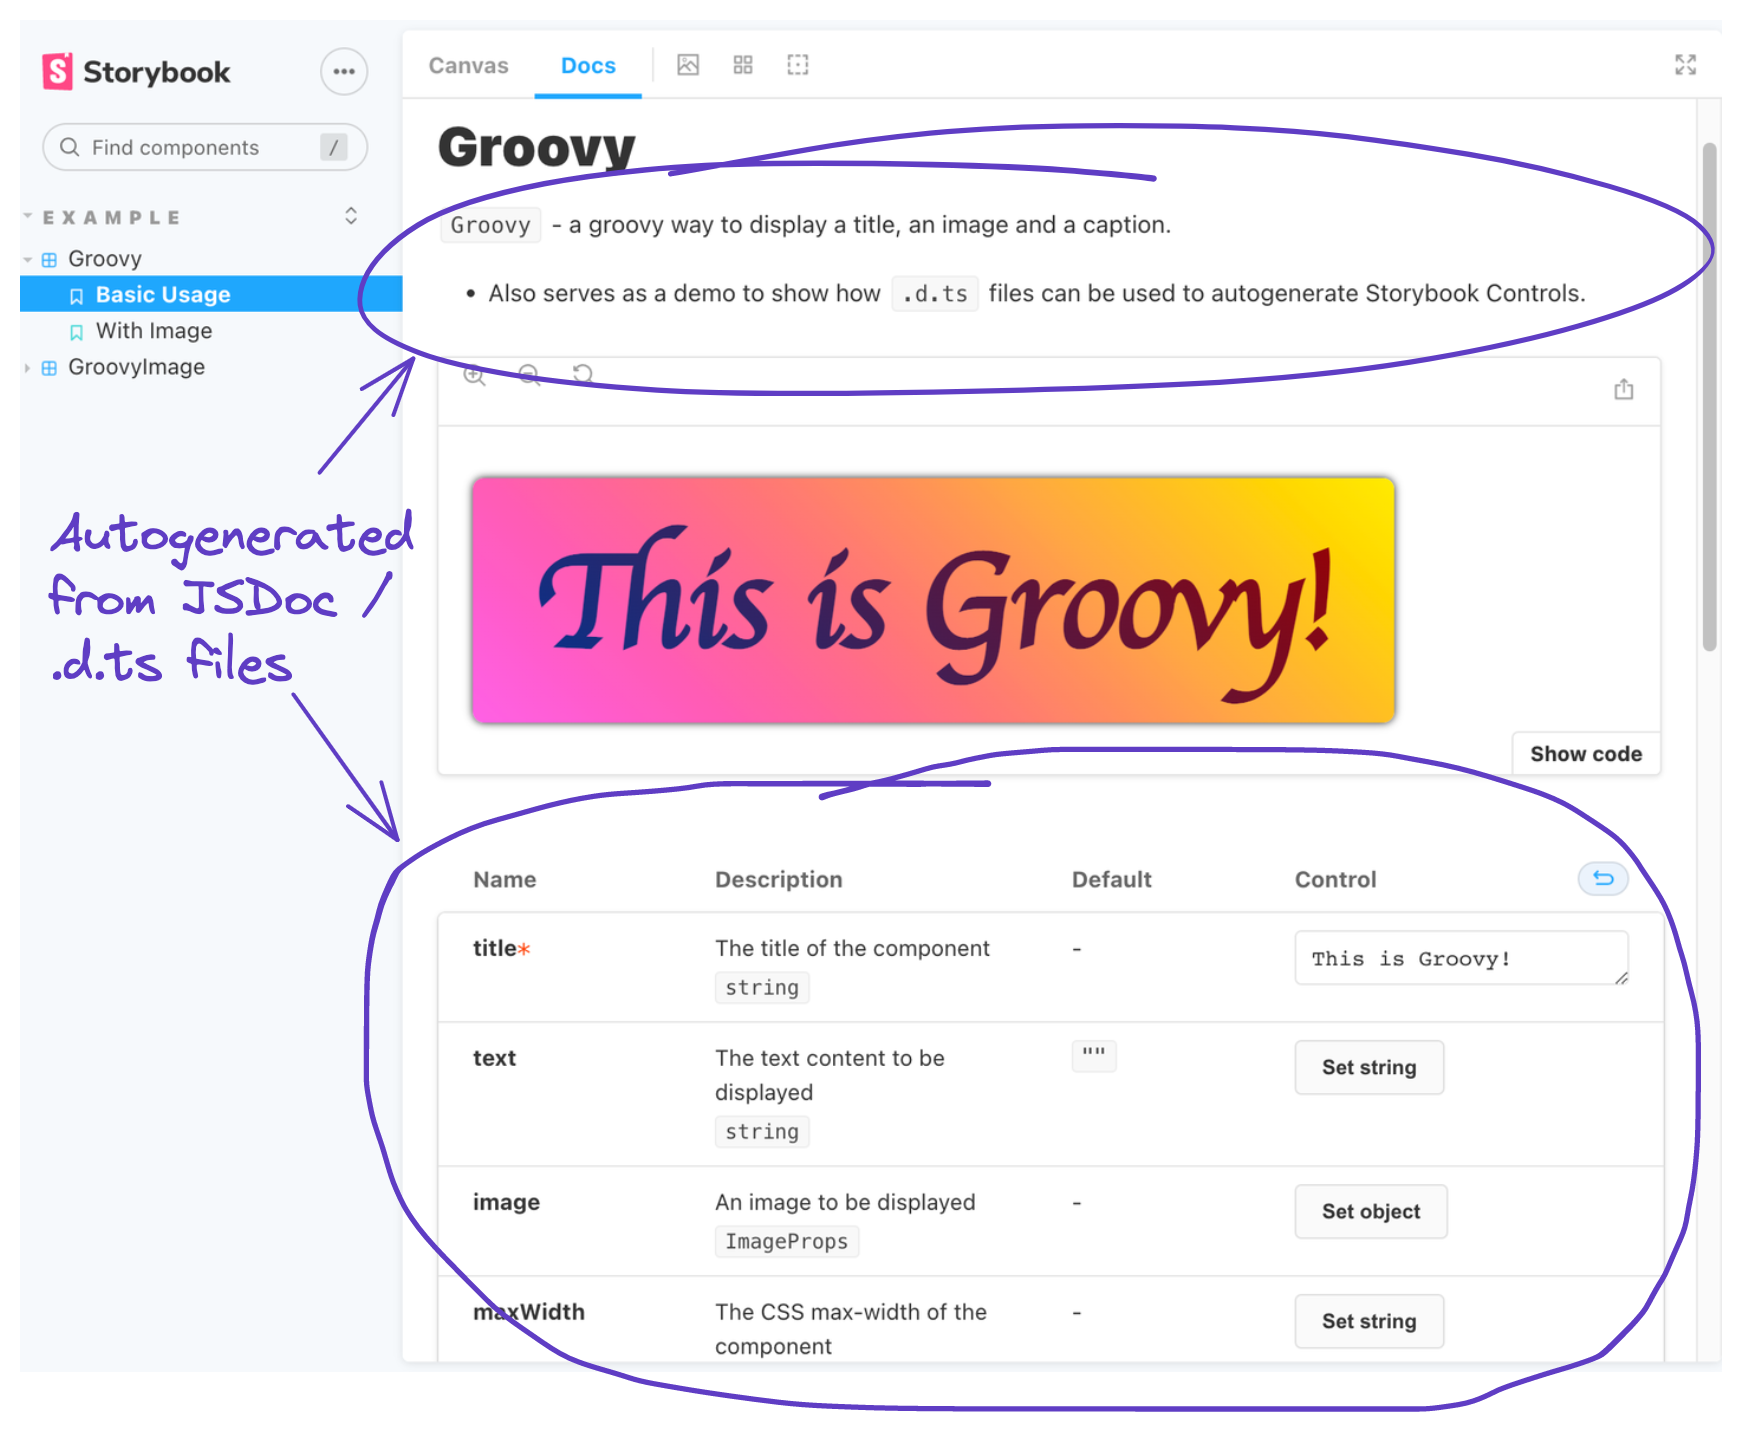 Storybook
Find components /
EXAMPLE
Groovy
Basic Usage
With Image
GroovyImage
Autogenerated
from JSDoc /
.d.ts files
Canvas Docs
Groovy
Groovy - a groovy way to display a title, an image and a caption.
• Also serves as a demo to show how .d.ts files can be used to autogenerate Storybook Controls.
This is Groovy!
Show code
Name Description Default Control
title* The title of the component - This is Groovy!
string
text The text content to be "" Set string
displayed
string
image An image to be displayed - Set object
ImageProps
maxWidth The CSS max-width of the - Set string
component